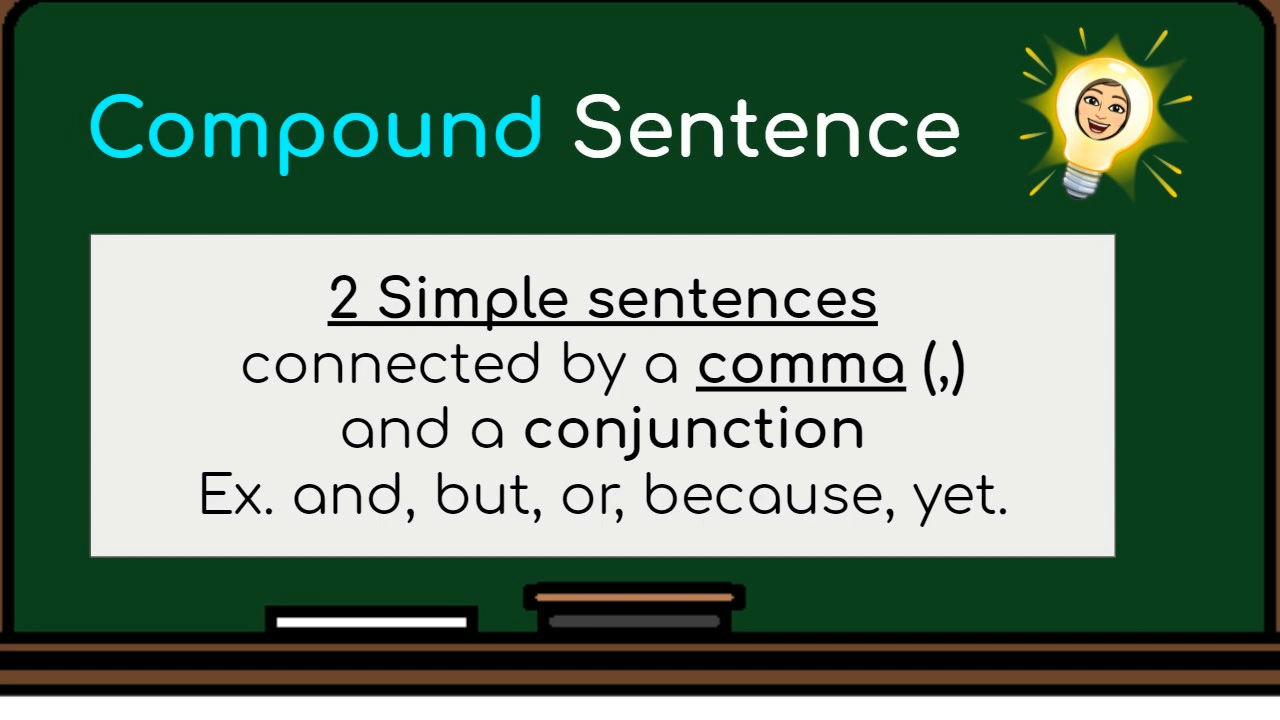 Compound Sentence
2 Simple sentences
connected by a comma (,)
and a conjunction
Ex. and, but, or, because, yet.